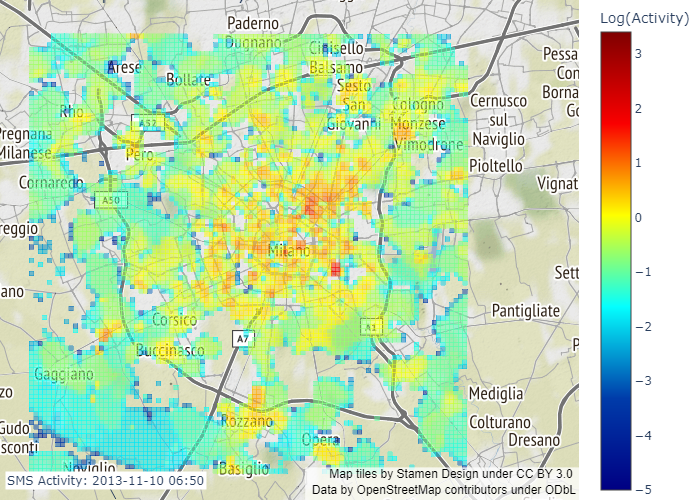 Log(Activity)
3
2
1
0
−1
−2
−3
−4
−5
Paderno
Dugnano
Cinisello
Balsamo
Arese
Bollate
Sesto
San
Giovanni
Cologno
Monzese
Cernusco
sul
Naviglio
Pessa
Con
Borna
Go
Rho
A52
Pregnana
Milanese
Pero
Vimodrone
Pioltello
Cornaredo
Vignat
A50
reggio
Milano
Sett
ano
Pantigliate
Corsico
A1
A7
Buccinasco
P
Gaggiano
zo
Mediglia
Rozzano
Colturano
Gudo
sconti
Opera
Dresano
Noviglio
Basiglio
SMS Activity: 2013-11-10 06:50
Map tiles by Stamen Design under CC BY 3.0
Data by OpenStreetMap contributors under ODbL